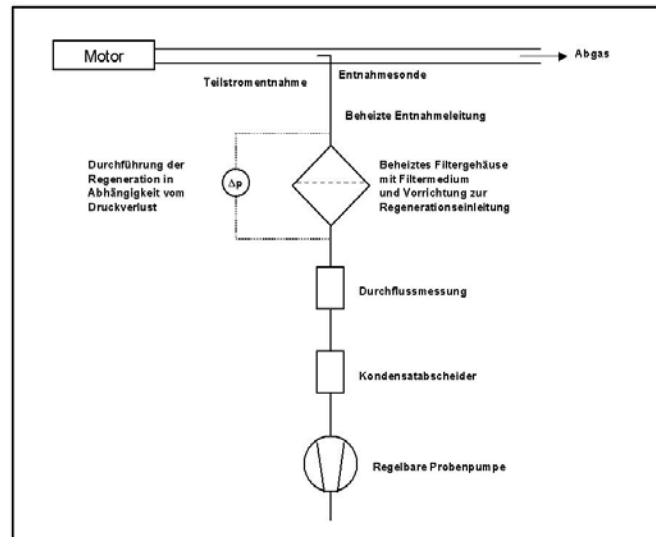 Motor
Abgas
Teilstromentnahme
Entnahmesonde
Beheizte Entnahmeleitung
Durchführung der
Regeneration in
Abhängigkeit vom
Druckverlust
Δp
Beheiztes Filtergehäuse
mit Filtermedium
und Vorrichtung zur
Regenerationseinleitung
Durchflussmessung
Kondensatabscheider
Regelbare Probenpumpe